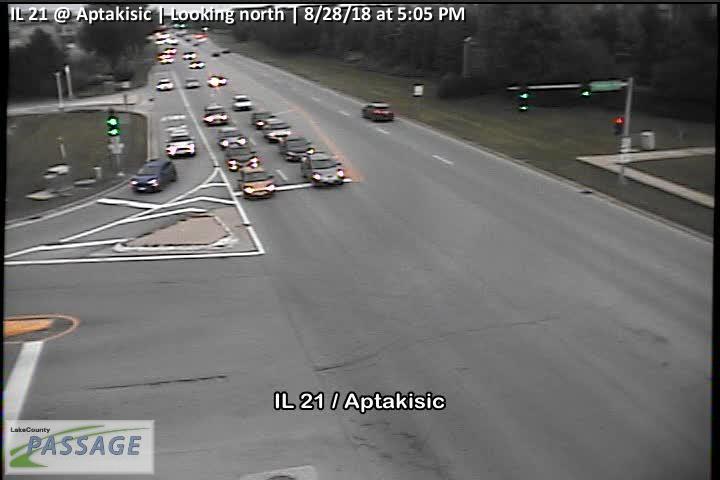 IL 21 @ Aptakisic | Looking north | 8/28/18 at 5:05 PM
IL 21 / Aptakisic
LakeCounty
PASSAGE